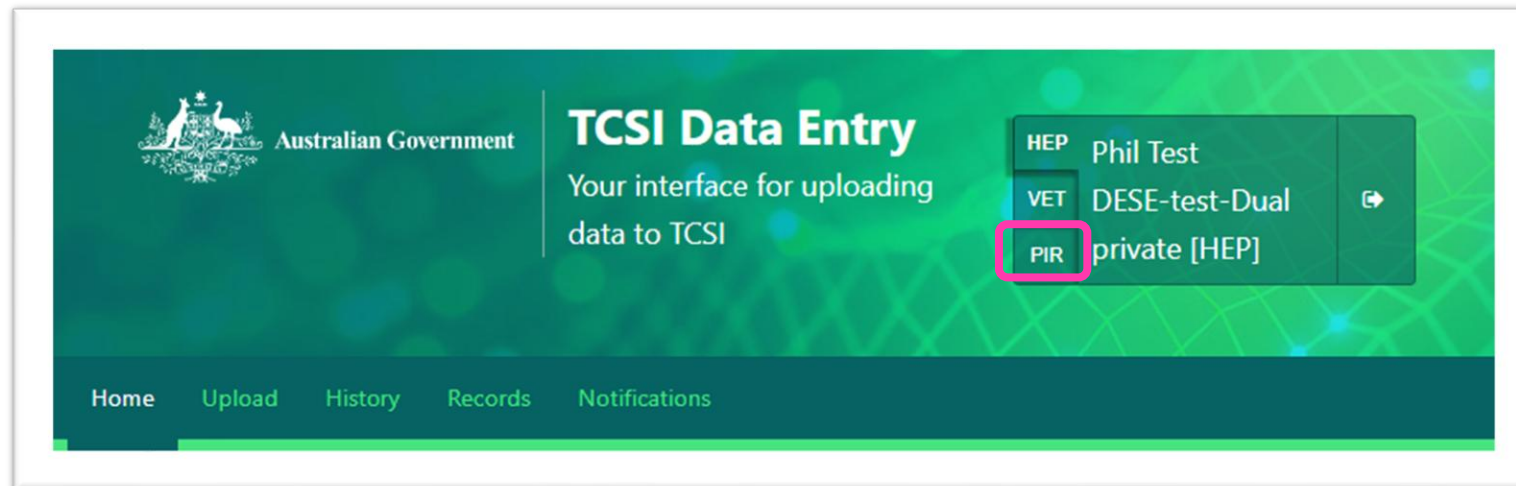 Australian Government
TCSI Data Entry
Your interface for uploading
data to TCSI
HEP
VET
PIR
Phil Test
DESE-test-Dual
private [HEP]
Home Upload History Records Notifications